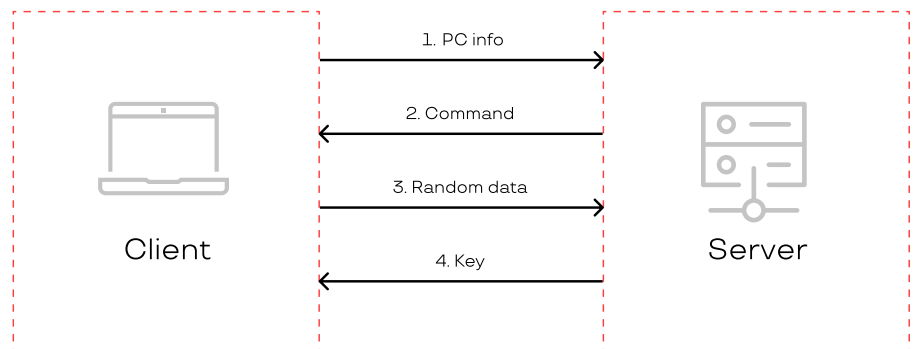 1. PC info
2. Command
3. Random data
Client
Server
4. Key